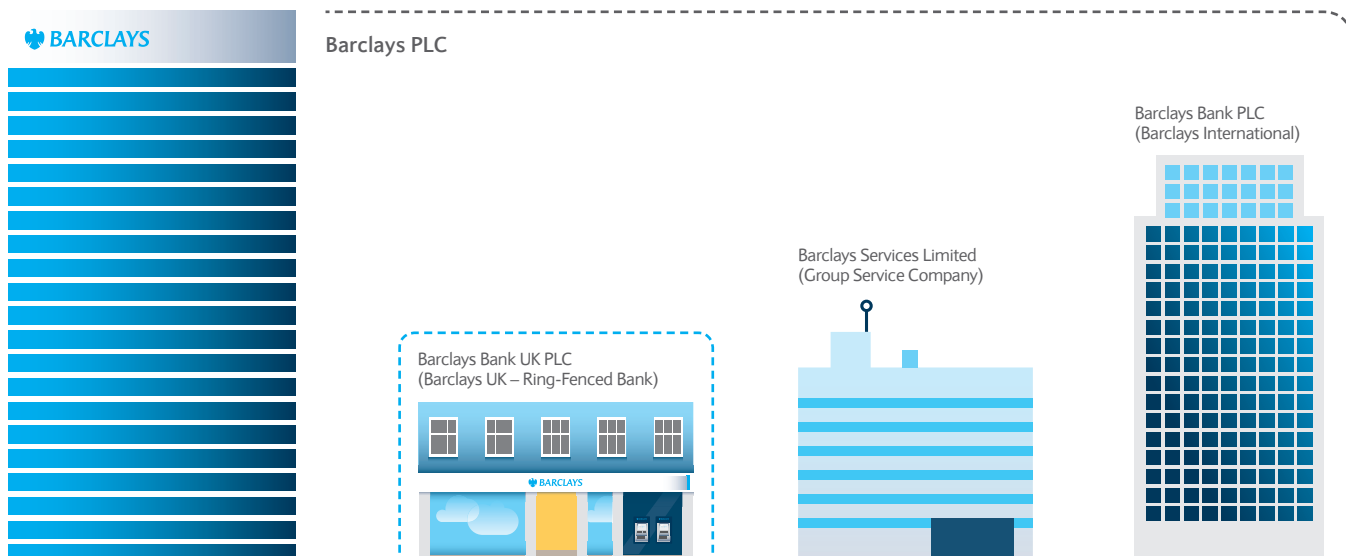 BARCLAYS
Barclays PLC
Barclays Bank PLC
(Barclays International)
Barclays Services Limited
(Group Service Company)
Barclays Bank UK PLC
(Barclays UK – Ring-Fenced Bank)
BARCLAYS